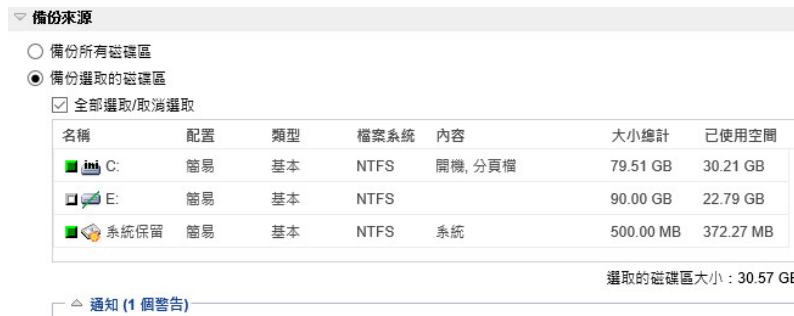 備份來源
備份所有磁碟區
備份選取的磁碟區
全部選取/取消選取
名稱 配置 類型 檔案系統 內容 大小總計 已使用空間
C: 簡易 基本 NTFS 開機, 分頁檔 79.51 GB 30.21 GB
E: 簡易 基本 NTFS 90.00 GB 22.79 GB
系統保留 簡易 基本 NTFS 系統 500.00 MB 372.27 MB
選取的磁碟區大小：30.57 GB
通知 (1 個警告)